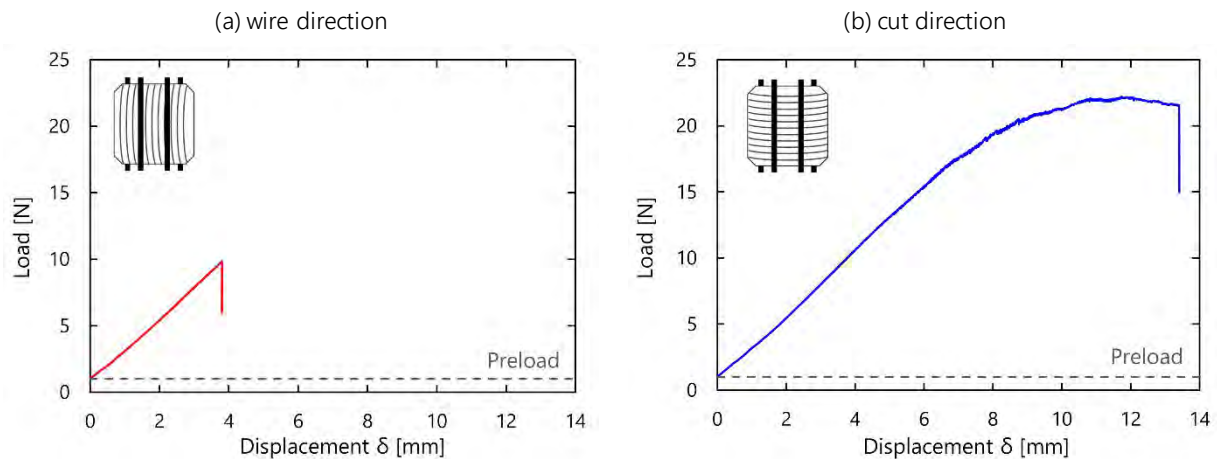 (a) wire direction
25
20
15
10
5
0
Load [N]
Preload
0 2 4 6 8 10 12 14
Displacement δ [mm]
(b) cut direction
25
20
15
10
5
0
Load [N]
Preload
0 2 4 6 8 10 12 14
Displacement δ [mm]